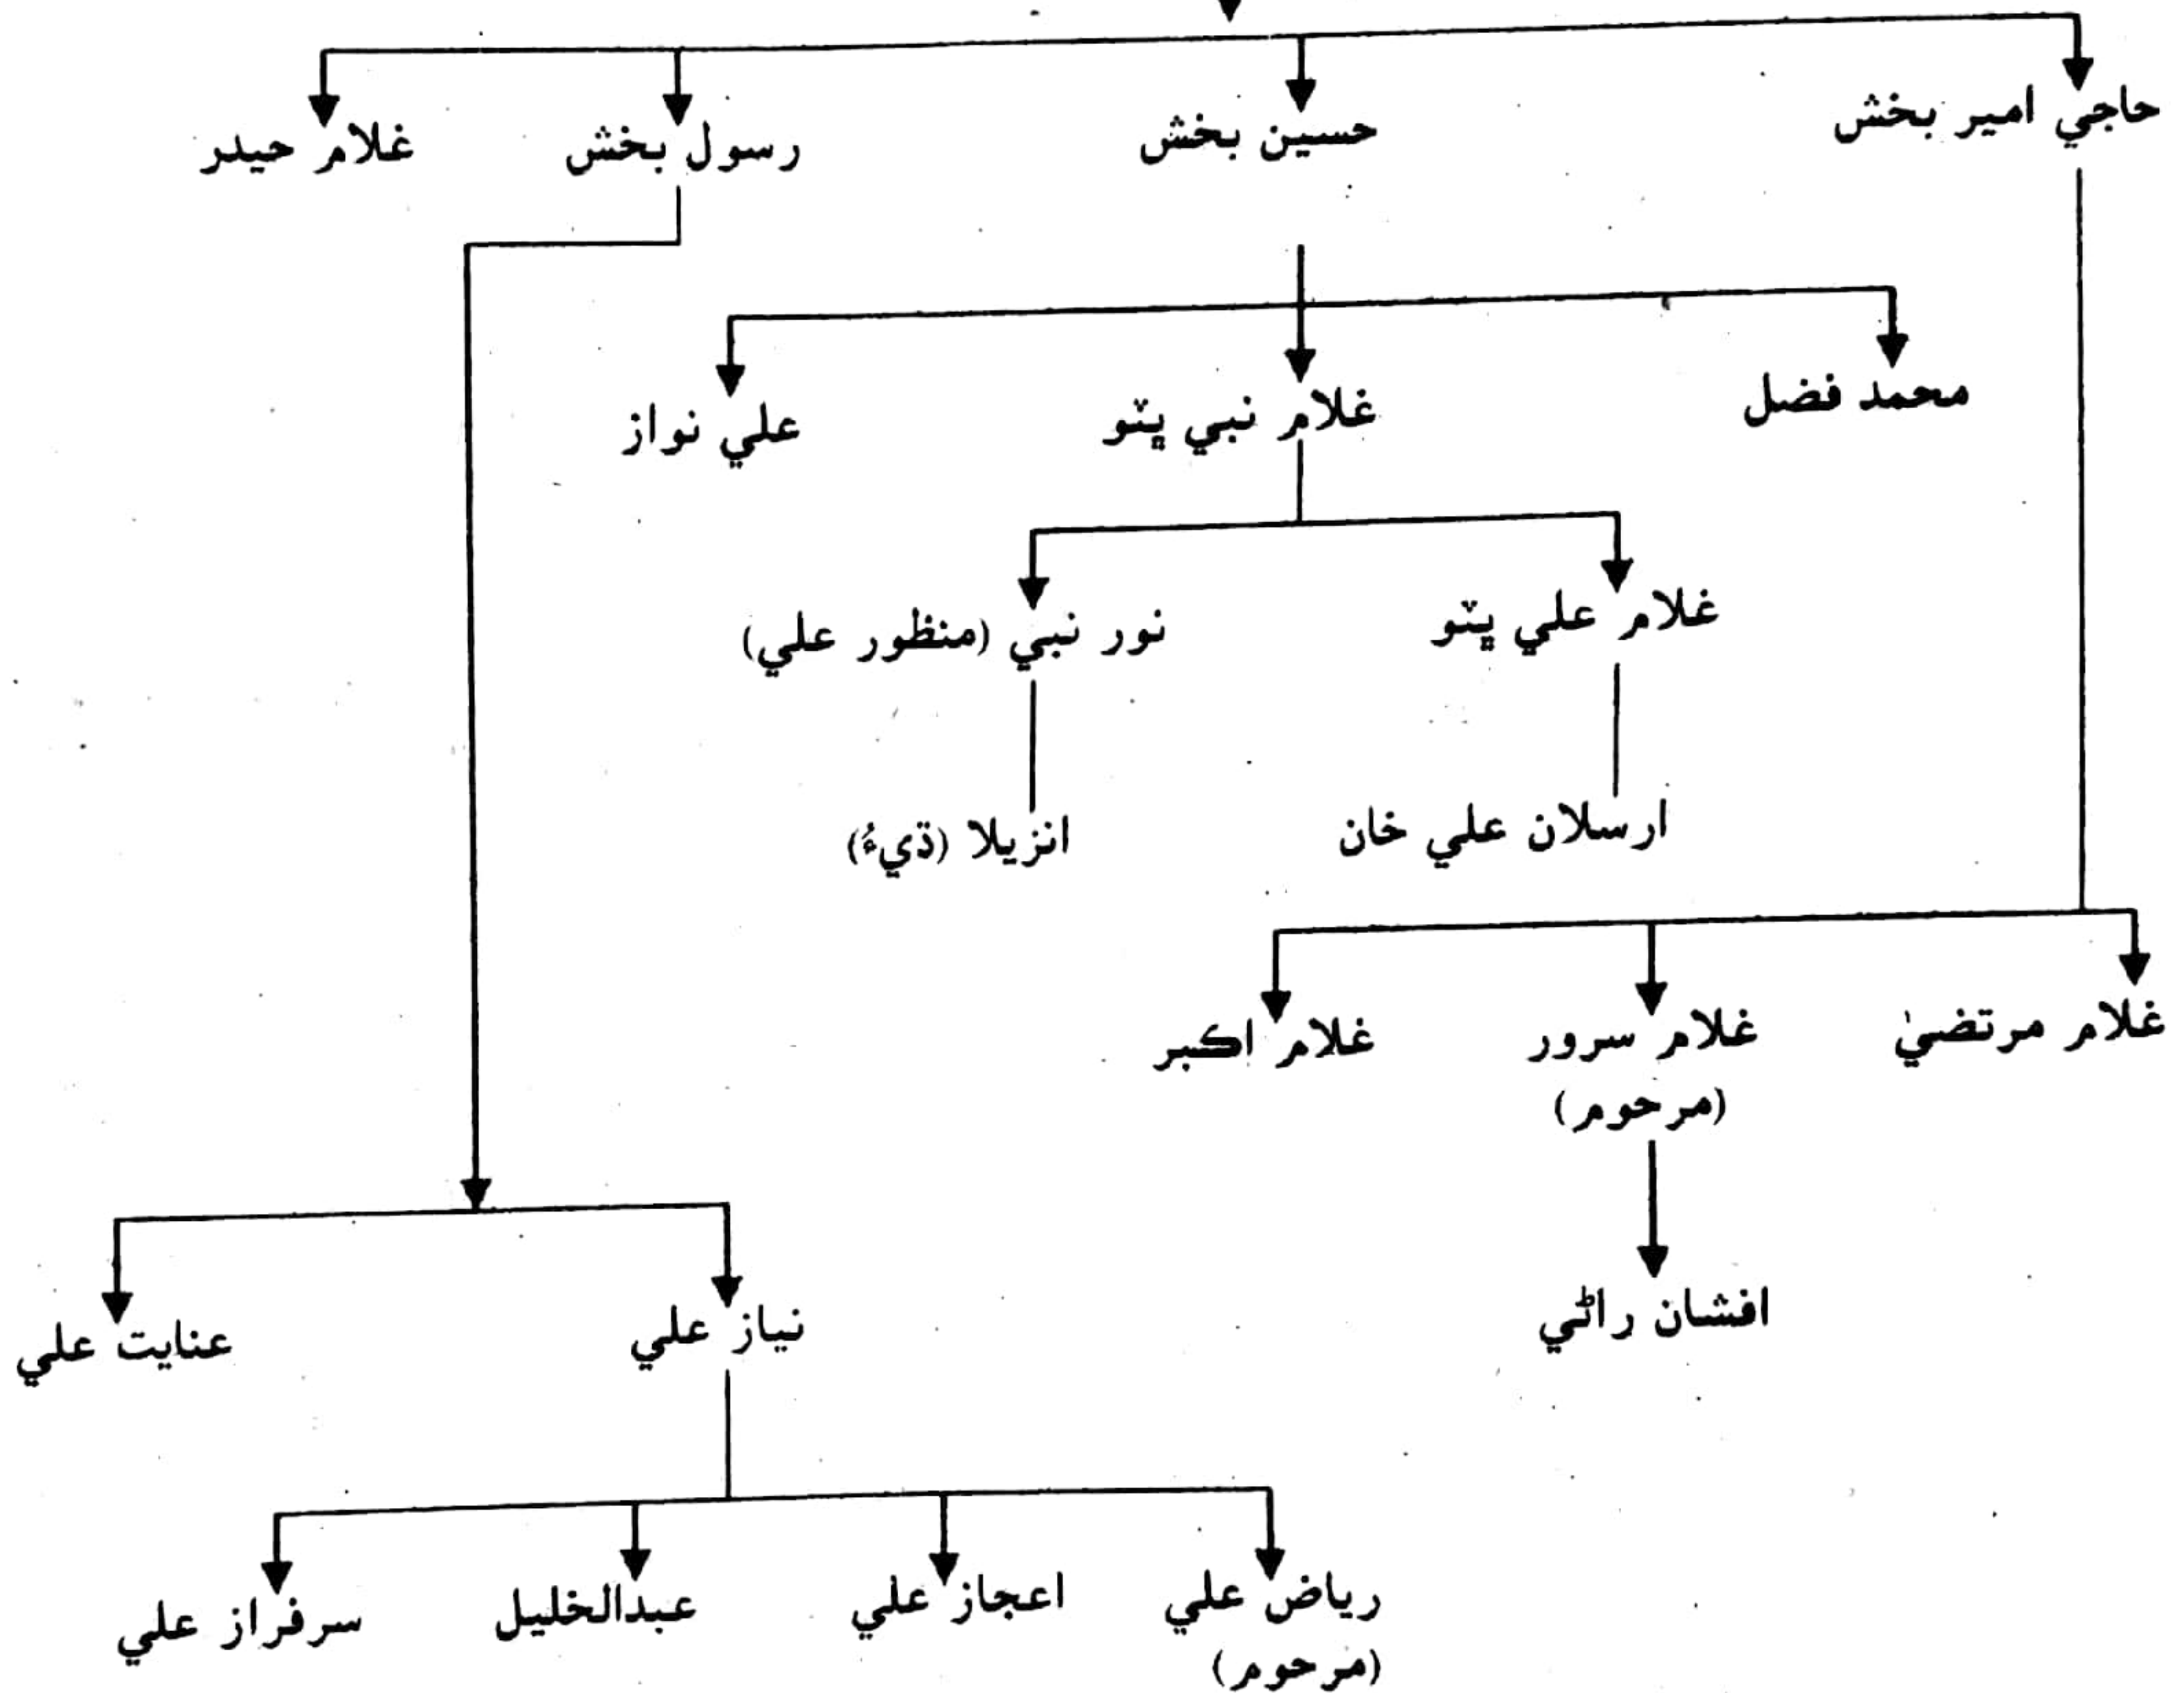 حاجي امير بخش
حسين بخش
رسول بخش
غلام حيدر
محمد فضل
غلام نبي ڀٽو
علي نواز
غلام علي ڀٽو
نور نبي (منظور علي)
ارسلان علي خان
انزيلا (ڌيءُ)
غلام مرتضيٰ
غلام سرور
(مرحوم)
غلام اڪبر
افشان راڻي
نياز علي
عنايت علي
رياض علي
(مرحوم)
اعجاز علي
عبدالخليل
سرفراز علي